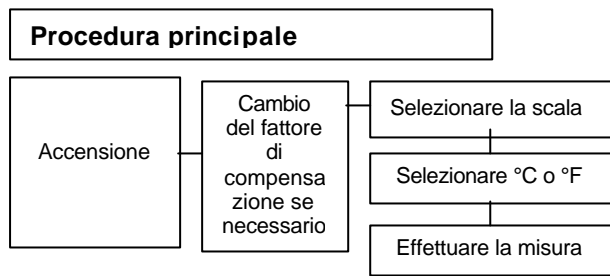 Procedura principale
Accensione
Cambio
del fattore
di
compensa
zione se
necessario
Selezionare la scala
Selezionare °C o °F
Effettuare la misura